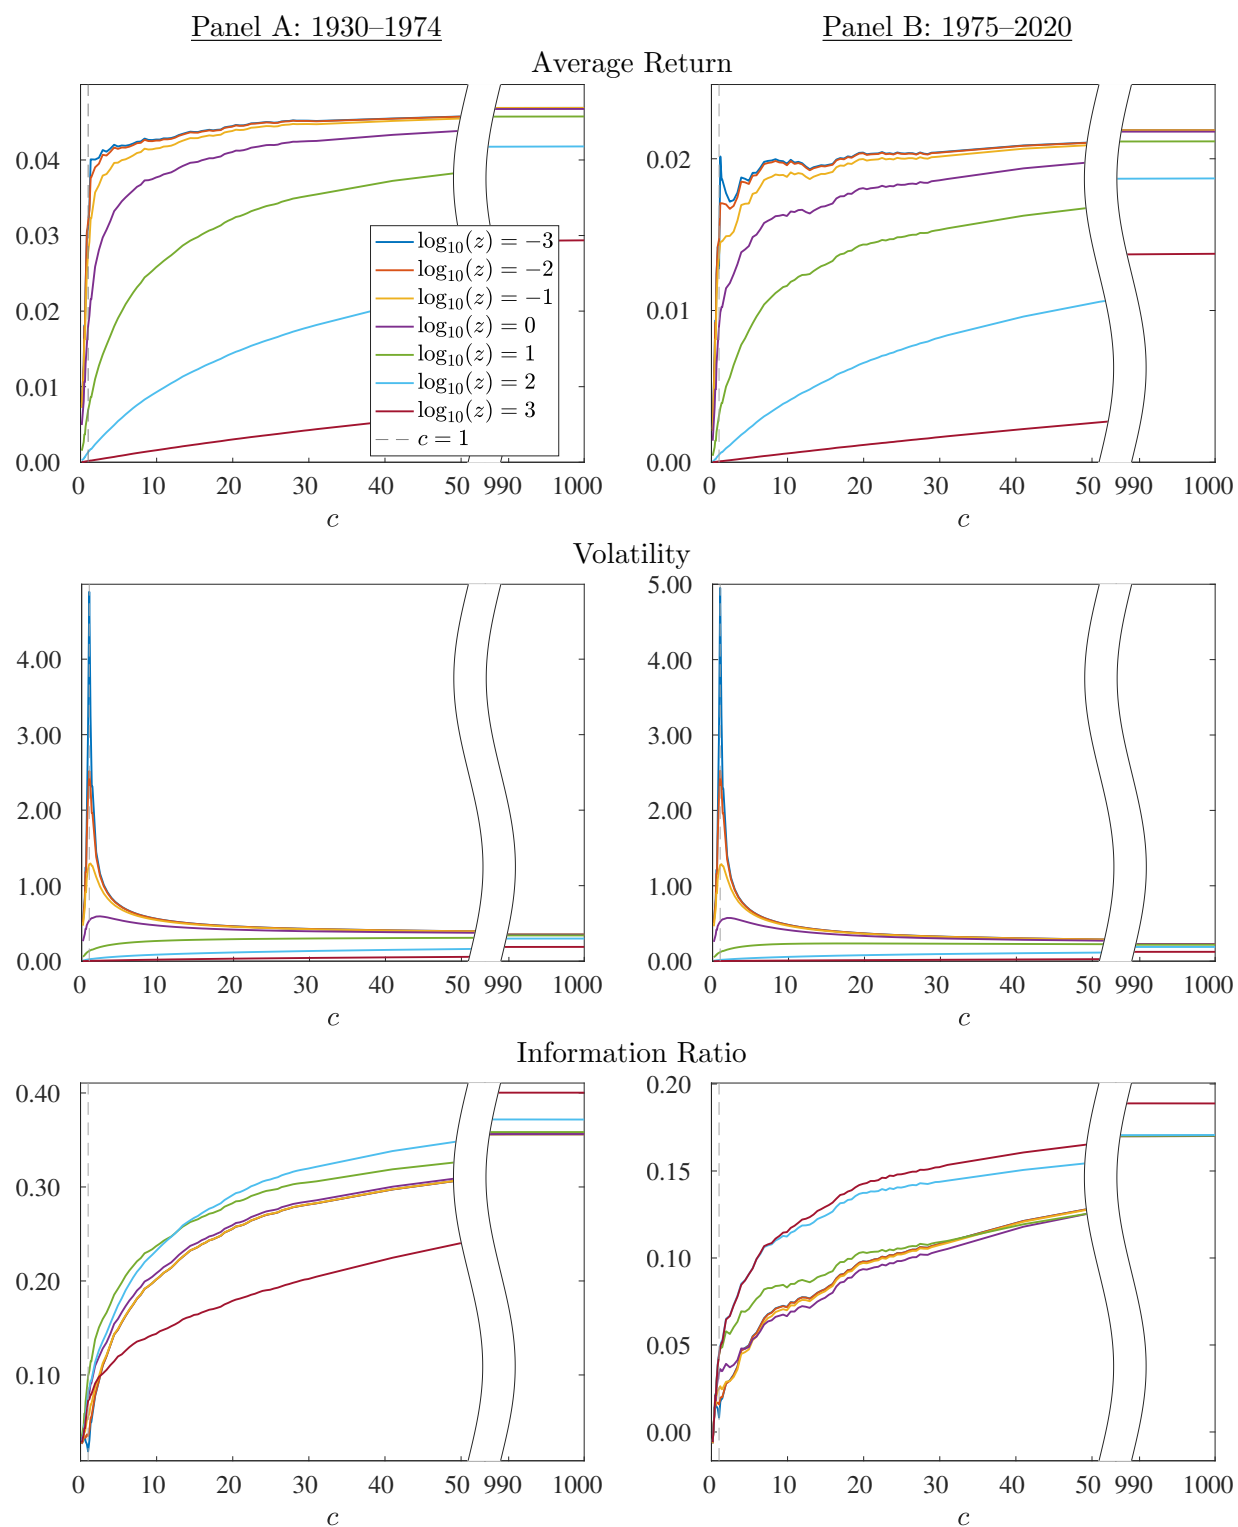 Panel A: 1930–1974
Panel B: 1975–2020
Average Return
0.04
0.03
0.02
0.01
0.00
0 10 20 30 40 50 990 1000
c
log10(z) = −3
log10(z) = −2
log10(z) = −1
log10(z) = 0
log10(z) = 1
log10(z) = 2
log10(z) = 3
c = 1
0.02
0.01
0.00
0 10 20 30 40 50 990 1000
c
Volatility
4.00
3.00
2.00
1.00
0.00
0 10 20 30 40 50 990 1000
c
5.00
4.00
3.00
2.00
1.00
0.00
0 10 20 30 40 50 990 1000
c
Information Ratio
0.40
0.30
0.20
0.10
0 10 20 30 40 50 990 1000
c
0.20
0.15
0.10
0.05
0.00
0 10 20 30 40 50 990 1000
c